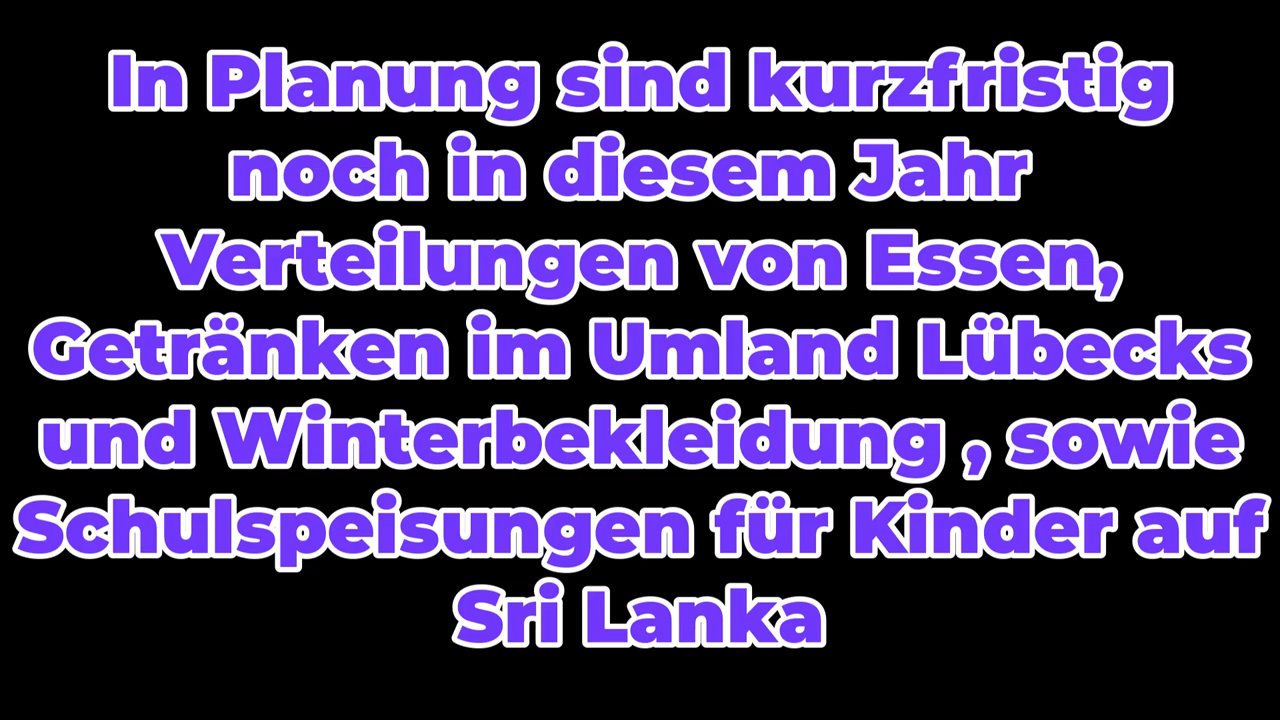 In Planung sind kurzfristig
noch in diesem Jahr
Verteilungen von Essen,
Getränken im Umland Lübecks
und Winterbekleidung , sowie
Schulspeisungen für Kinder auf
Sri Lanka